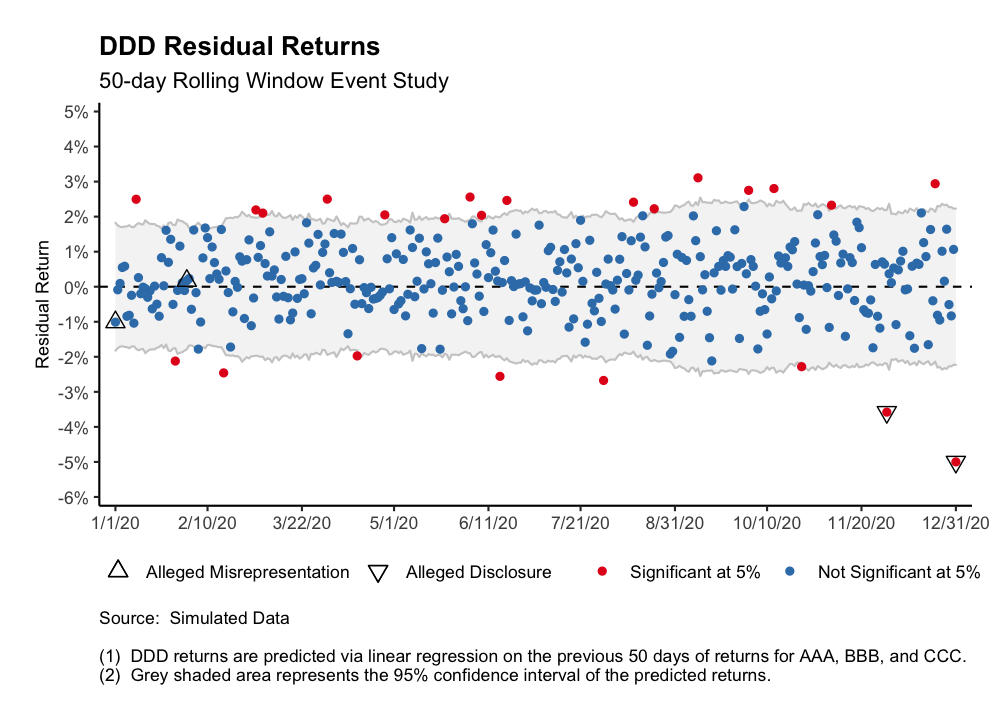 DDD Residual Returns
50-day Rolling Window Event Study
5%
4%
3%
2%
1%
0%
-1%
-2%
-3%
-4%
-5%
-6%
Residual Return
1/1/20 2/10/20 3/22/20 5/1/20 6/11/20 7/21/20 8/31/20 10/10/20 11/20/20 12/31/20
Alleged Misrepresentation Alleged Disclosure Significant at 5% Not Significant at 5%
Source: Simulated Data
(1) DDD returns are predicted via linear regression on the previous 50 days of returns for AAA, BBB, and CCC.
(2) Grey shaded area represents the 95% confidence interval of the predicted returns.